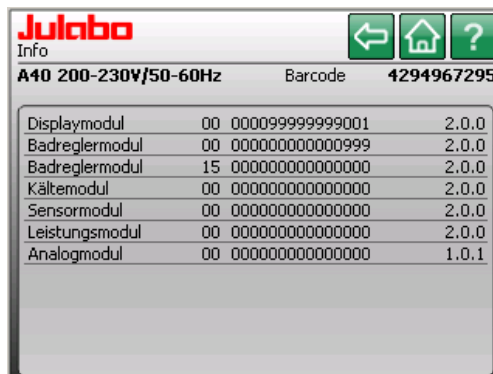 Julabo
Info
?
A40 200-230V/50-60Hz Barcode 4294967295
Displaymodul 00 000099999999001 2.0.0
Badreglermodul 00 000000000000999 2.0.0
Badreglermodul 15 000000000000000 2.0.0
Kältemodul 00 000000000000000 2.0.0
Sensormodul 00 000000000000000 2.0.0
Leistungsmodul 00 000000000000000 2.0.0
Analogmodul 00 000000000000000 1.0.1